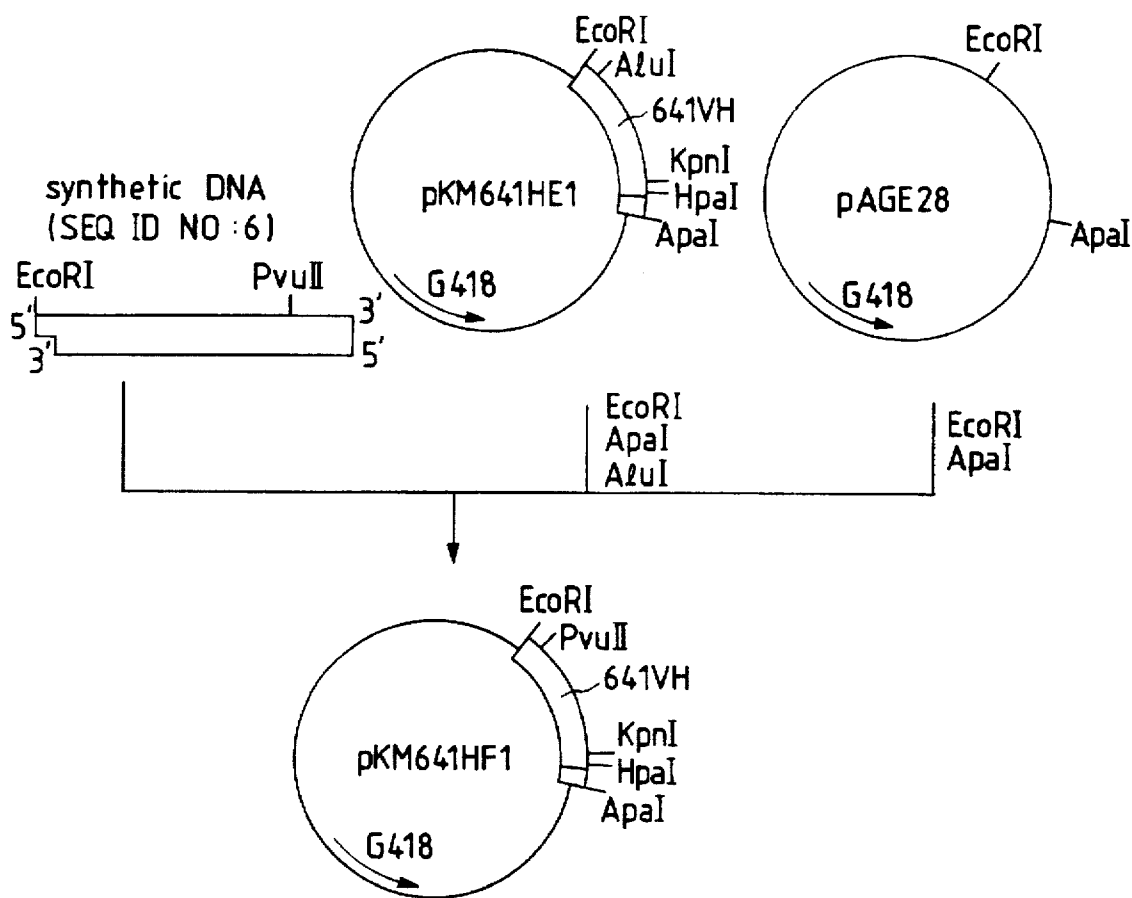 synthetic DNA
(SEQ ID NO:6)
EcoRI
PvuII
5'
3'
3'
5'
EcoRI
AluI
641VH
KpnI
HpaI
ApaI
pKM641HE1
G418
EcoRI
ApaI
pAGE28
G418
EcoRI
ApaI
AluI
EcoRI
ApaI
EcoRI
PvuII
641VH
KpnI
HpaI
ApaI
pKM641HF1
G418